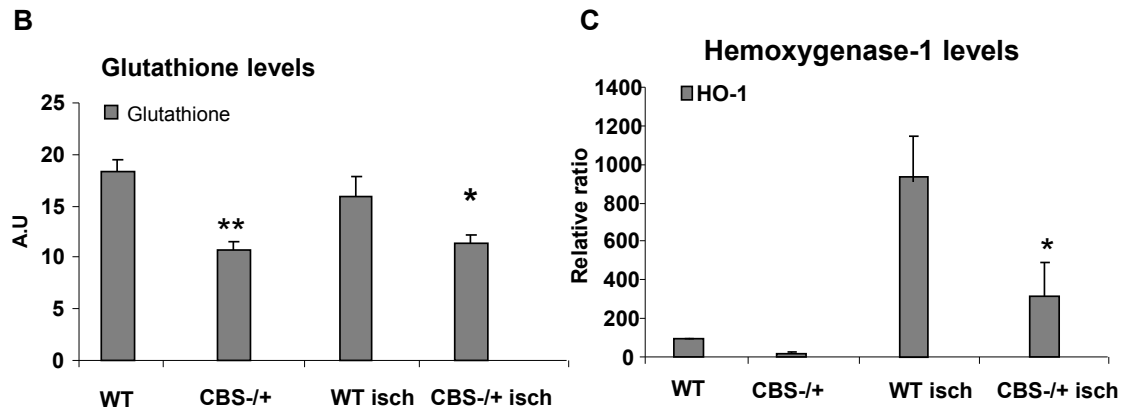 B
Glutathione levels
Glutathione
25
20
15
10
5
0
A.U
**
*
WT
CBS-/+
WT isch
CBS-/+ isch
C
Hemoxygenase-1 levels
HO-1
1400
1200
1000
800
600
400
200
0
Relative ratio
*
WT
CBS-/+
WT isch
CBS-/+ isch